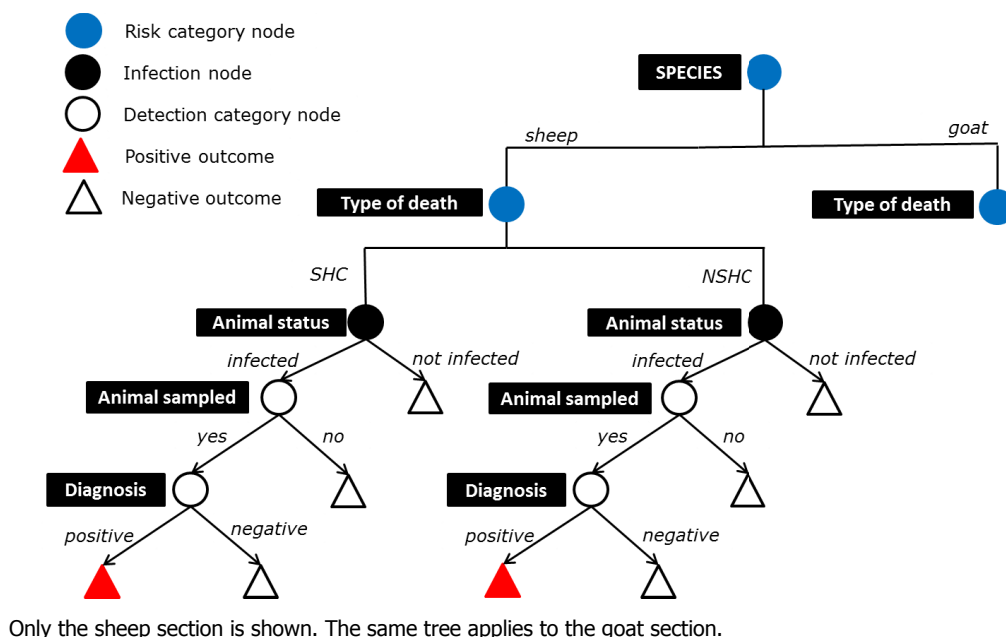 Risk category node
Infection node
Detection category node
Positive outcome
Negative outcome
SPECIES
sheep
goat
Type of death
Type of death
SHC
NSHC
Animal status
Animal status
infected
not infected
infected
not infected
Animal sampled
Animal sampled
yes
no
yes
no
Diagnosis
Diagnosis
positive
negative
positive
negative
Only the sheep section is shown. The same tree applies to the goat section.